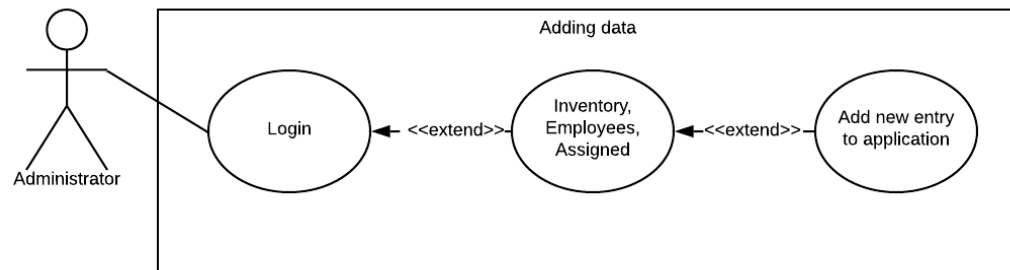 Adding data
Login
<<extend>>
Inventory,
Employees,
Assigned
<<extend>>
Add new entry
to application
Administrator